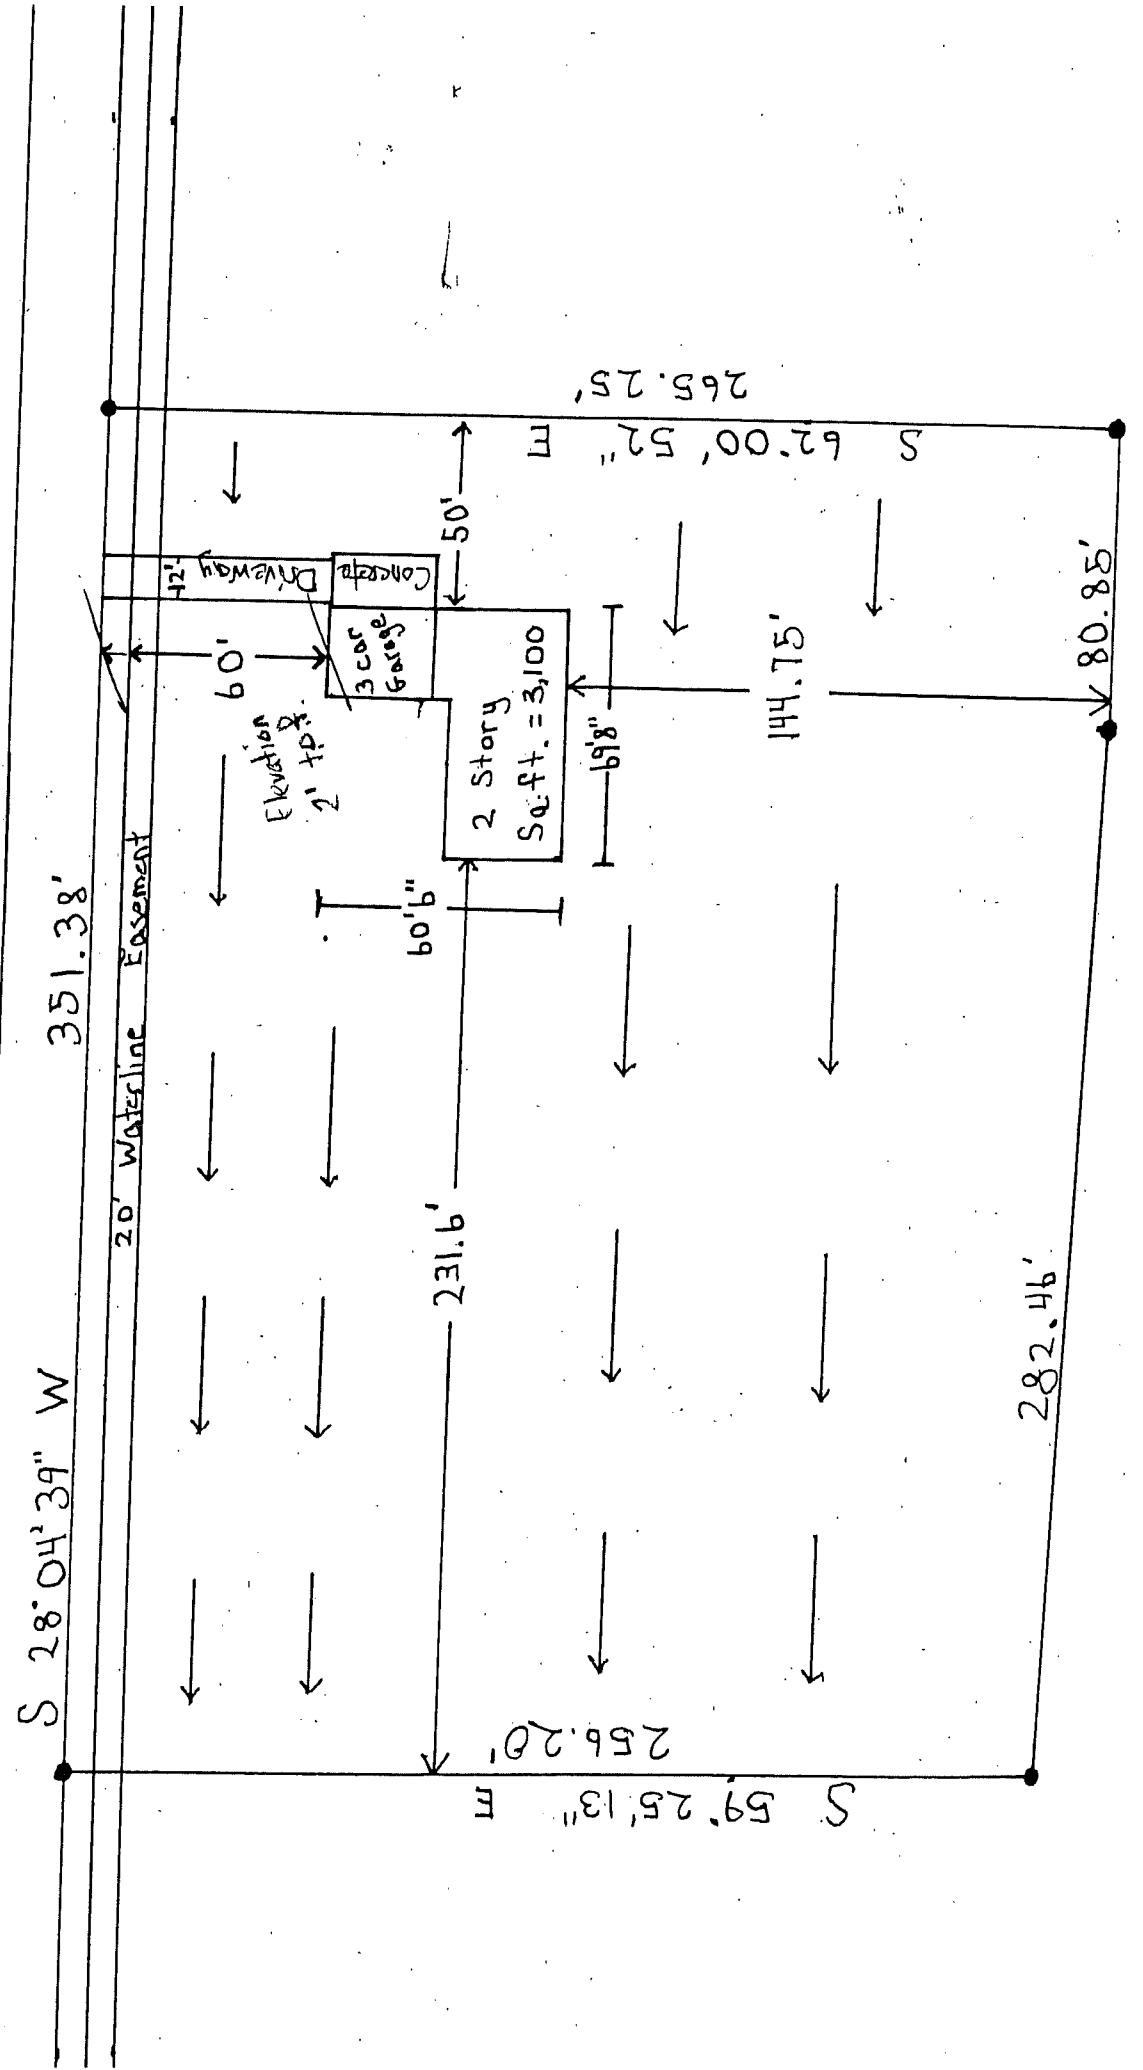 S 28°04'39" W
351.38'
20' Waterline Easement
12'
Driveway
Concrete
60'
3 car
Garage
Elevation
2' to
50'
2 Story
Sq.ft. = 3,100
69'8"
60'6"
231.6'
144.75'
265.25'
S 62°00'52" E
80.85'
282.46'
256.20'
S 59°25'13" E